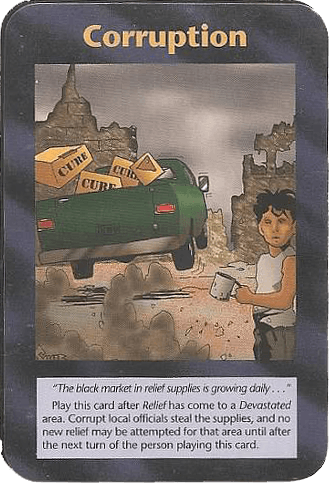 Corruption
CURE
CURE
CURE
"The black market in relief supplies is growing daily . . ."
Play this card after Relief has come to a Devastated
area. Corrupt local officials steal the supplies, and no
new relief may be attempted for that area until after
the next turn of the person playing this card.